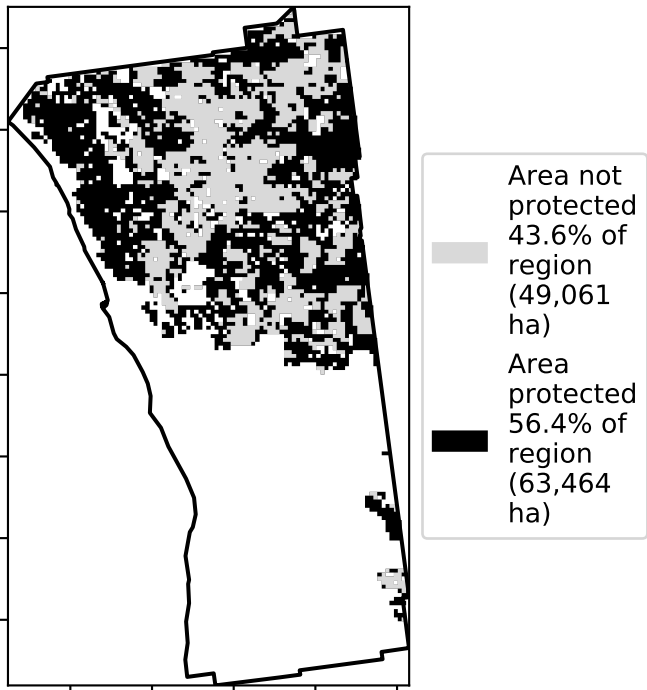 Area not
protected
43.6% of
region
(49,061
ha)
Area
protected
56.4% of
region
(63,464
ha)